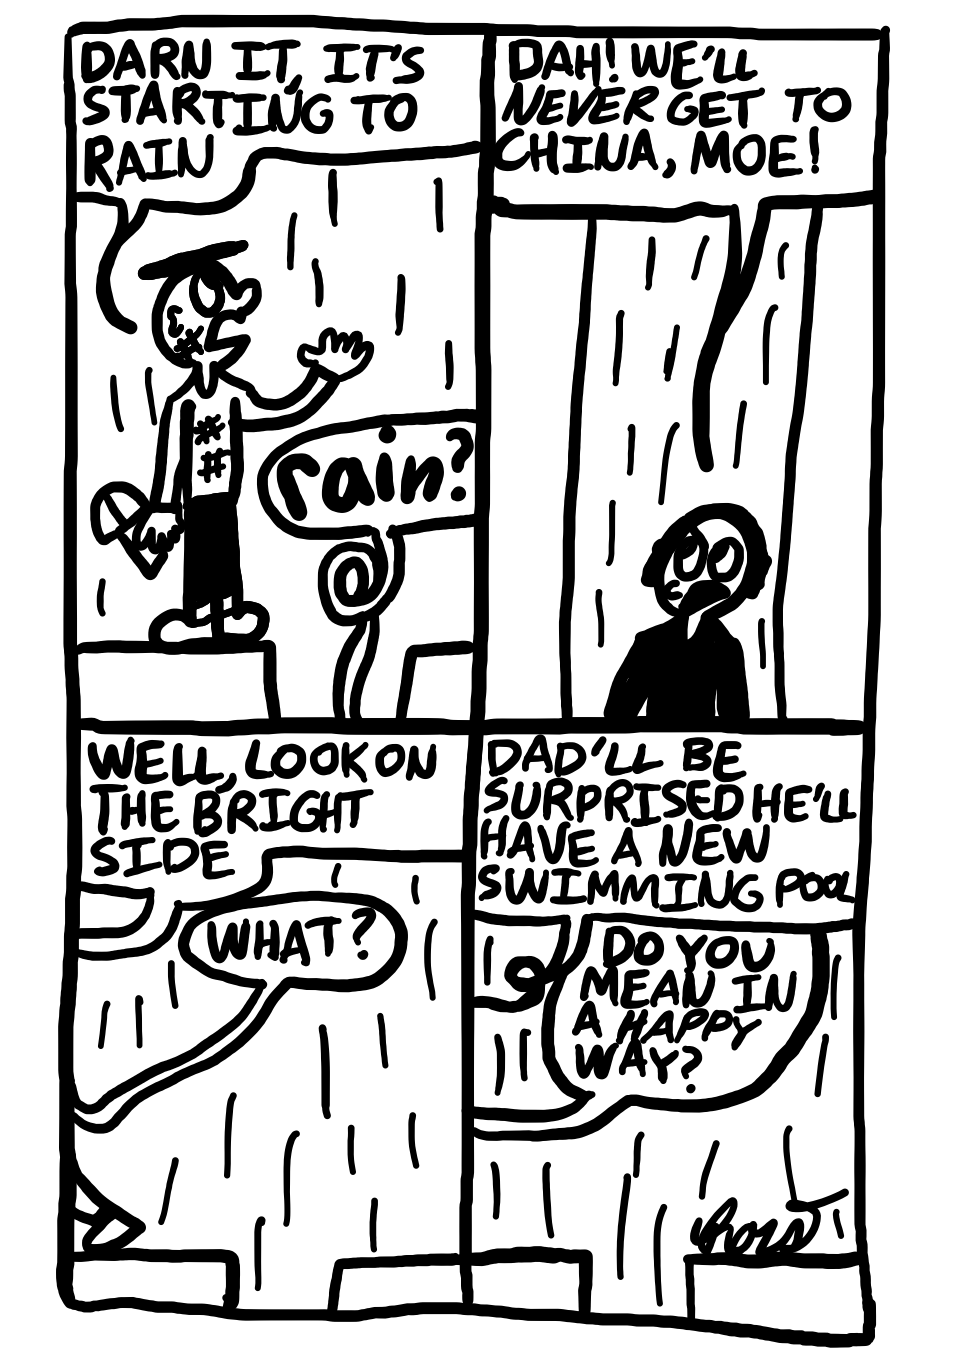 DARN IT, IT'S
STARTING TO
RAIN
rain?
DAH! WE'LL
NEVER GET TO
CHINA, MOE!
WELL, LOOK ON
THE BRIGHT
SIDE
WHAT?
DAD'LL BE
SURPRISED HE'LL
HAVE A NEW
SWIMMING POOL
DO YOU
MEAN IN
A HAPPY
WAY?